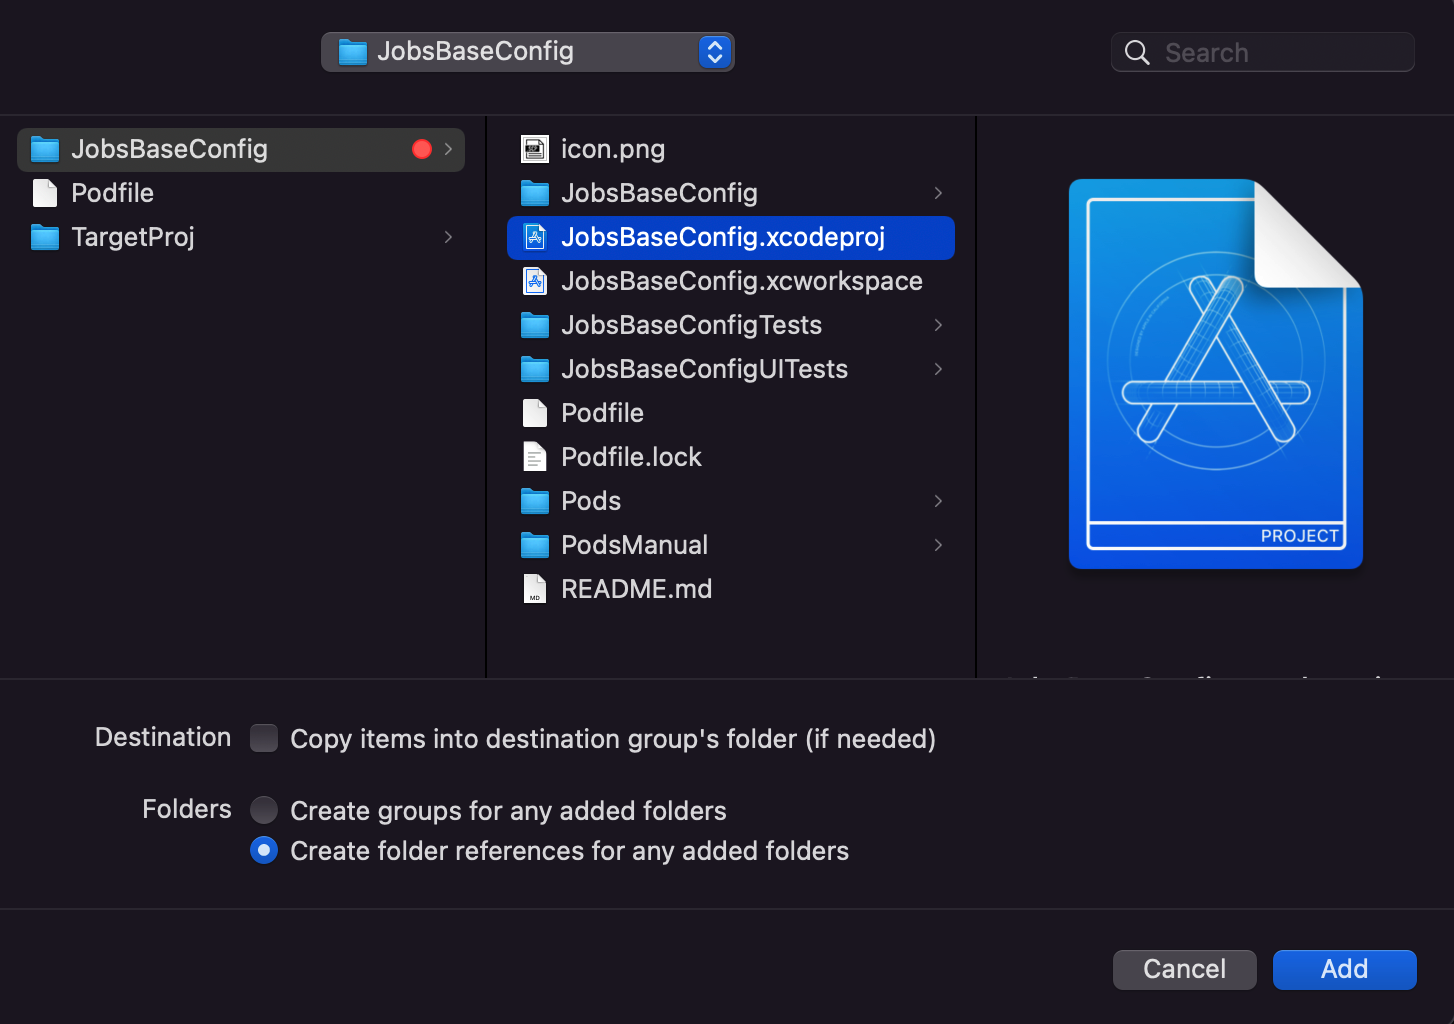 JobsBaseConfig
Search
JobsBaseConfig
Podfile
TargetProj
icon.png
JobsBaseConfig
JobsBaseConfig.xcodeproj
JobsBaseConfig.xcworkspace
JobsBaseConfigTests
JobsBaseConfigUITests
Podfile
Podfile.lock
Pods
PodsManual
MD README.md
PROJECT
Destination Copy items into destination group's folder (if needed)
Folders Create groups for any added folders
Create folder references for any added folders
Cancel Add